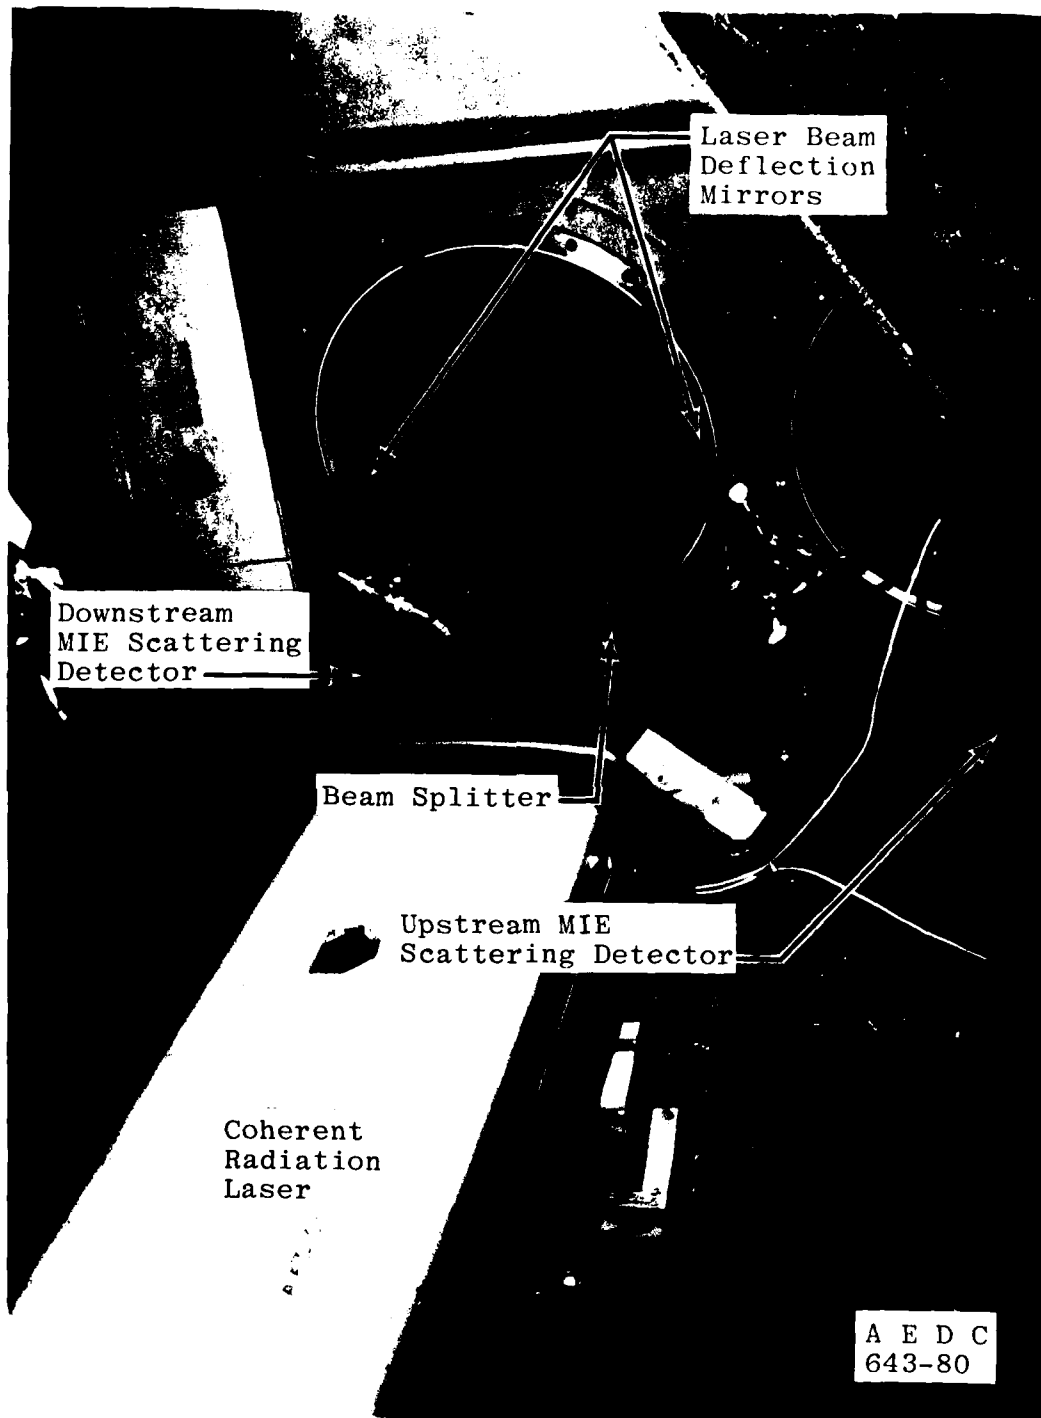 Laser Beam
Deflection
Mirrors
Downstream
MIE Scattering
Detector
Beam Splitter
Upstream MIE
Scattering Detector
Coherent
Radiation
Laser
A E D C
643-80